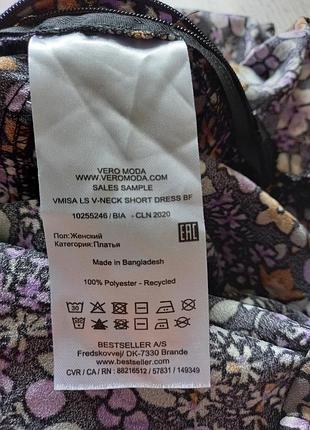 VERO MODA
WWW.VEROMODA.COM
SALES SAMPLE
VMISA LS V-NECK SHORT DRESS BF
10255246 / BIA - CLN 2020
Пол:Женский
Категория:Платья
EAC
Made in Bangladesh
100% Polyester - Recycled
30
BESTSELLER A/S
Fredskovvej/ DK-7330 Brande
www.bestseller.com
CVR / CA / RN : 88216512 / 57831 / 149349